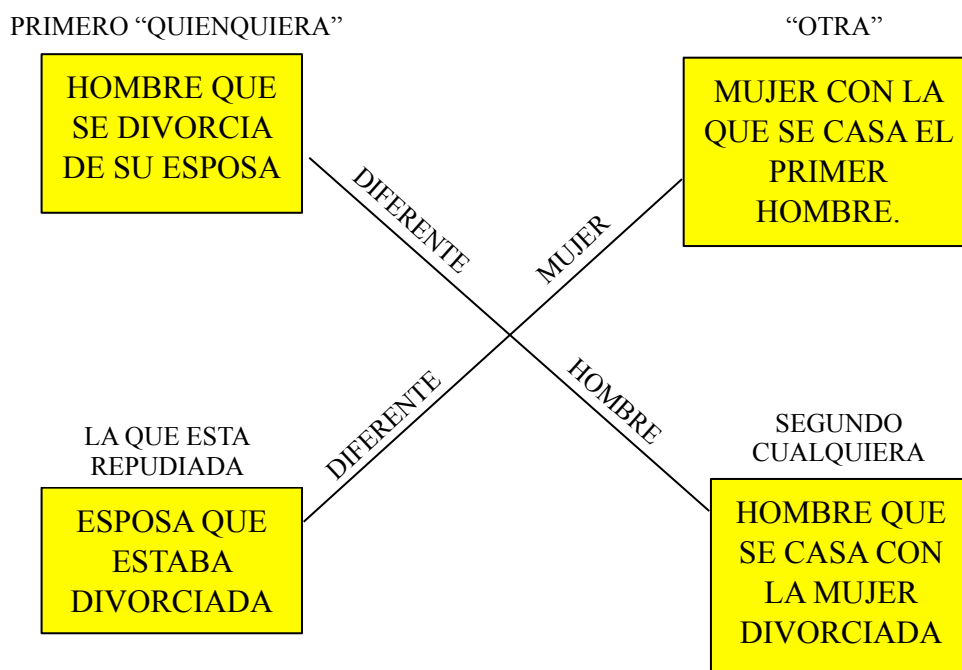 PRIMERO “QUIENQUIERA”
“OTRA”
HOMBRE QUE
SE DIVORCIA
DE SU ESPOSA
MUJER CON LA
QUE SE CASA EL
PRIMER
HOMBRE.
DIFERENTE
MUJER
DIFERENTE
HOMBRE
LA QUE ESTA
REPUDIADA
SEGUNDO
CUALQUIERA
ESPOSA QUE
ESTABA
DIVORCIADA
HOMBRE QUE
SE CASA CON
LA MUJER
DIVORCIADA